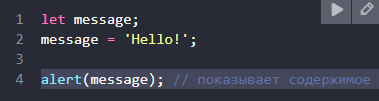 1 let message;
2 message = 'Hello!';
3
4 alert(message); // показывает содержимое